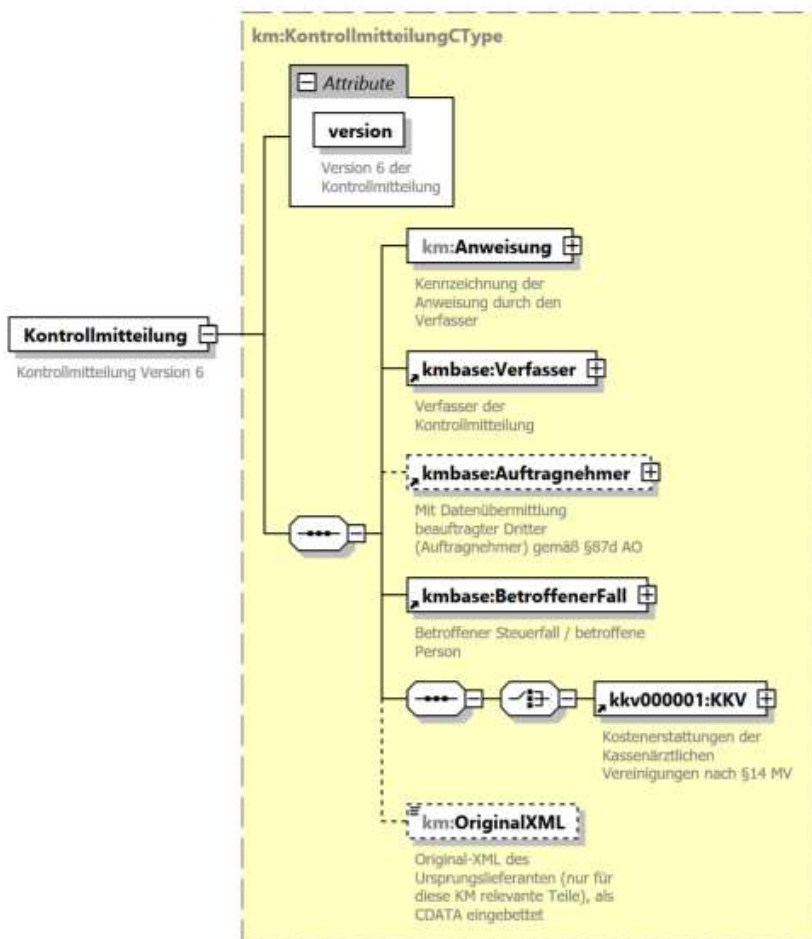 km:KontrollmitteilungCType
Attribute
version
Version 6 der
Kontrollmitteilung
km:Anweisung
Kennzeichnung der
Anweisung durch den
Verfasser
Kontrollmitteilung
Kontrollmitteilung Version 6
kmbase:Verfasser
Verfasser der
Kontrollmitteilung
kmbase:Auftragnehmer
Mit Datenübermittlung
beauftragter Dritter
(Auftragnehmer) gemäß §87d AO
kmbase:BetroffenerFall
Betroffener Steuerfall / betroffene
Person
kkv000001:KKV
Kostenerstattungen der
Kassenärztlichen
Vereinigungen nach §14 MV
km:OriginalXML
Original-XML des
Ursprungslieferanten (nur für
diese KM relevante Teile), als
CDATA eingebettet